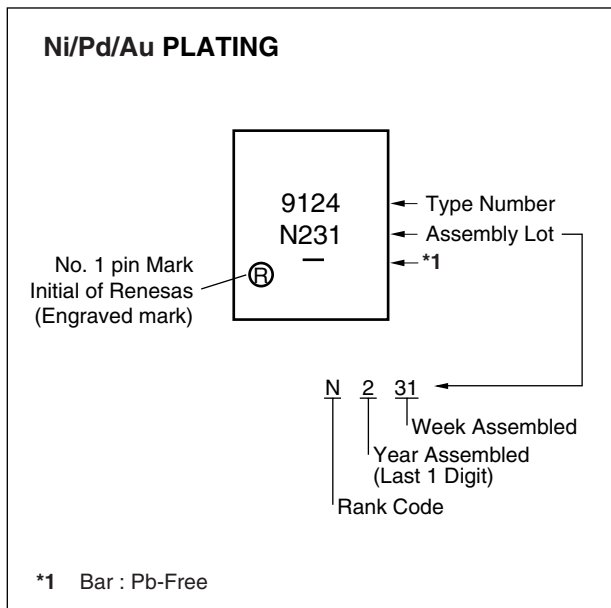 Ni/Pd/Au PLATING
9124
N231
—
Type Number
Assembly Lot
*1
No. 1 pin Mark
Initial of Renesas
(Engraved mark)
R
N 2 31
Week Assembled
Year Assembled
(Last 1 Digit)
Rank Code
*1 Bar : Pb-Free